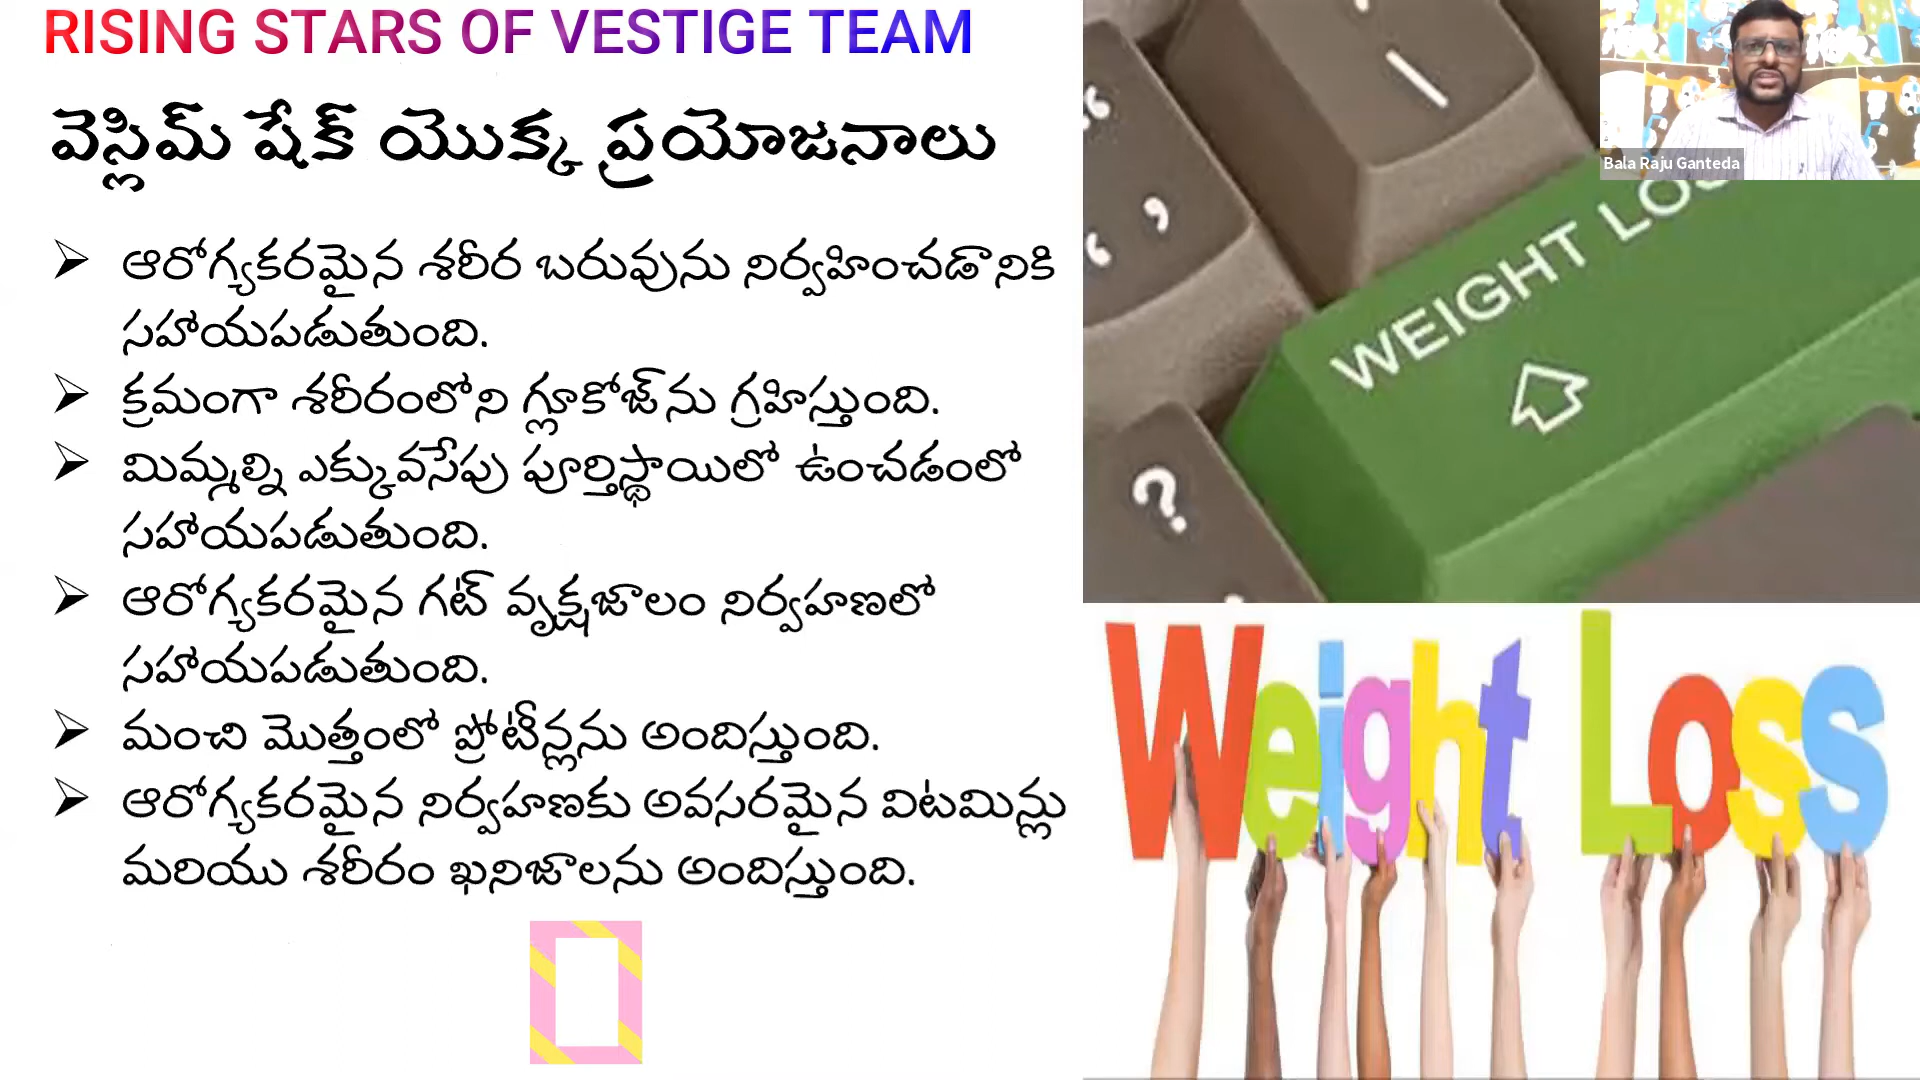 RISING STARS OF VESTIGE TEAM
వెస్లిమ్ షేక్ యొక్క ప్రయోజనాలు
➢ ఆరోగ్యకరమైన శరీర బరువును నిర్వహించడానికి
సహాయపడుతుంది.
➢ క్రమంగా శరీరంలోని గ్లూకోజ్‌ను గ్రహిస్తుంది.
➢ మిమ్మల్ని ఎక్కువసేపు పూర్తిస్థాయిలో ఉంచడంలో
సహాయపడుతుంది.
➢ ఆరోగ్యకరమైన గట్ వృక్షజాలం నిర్వహణలో
సహాయపడుతుంది.
➢ మంచి మొత్తంలో ప్రోటీన్లను అందిస్తుంది.
➢ ఆరోగ్యకరమైన నిర్వహణకు అవసరమైన విటమిన్లు
మరియు శరీరం ఖనిజాలను అందిస్తుంది.
Bala Raju Ganteda
WEIGHT LOS
?
Weight Loss